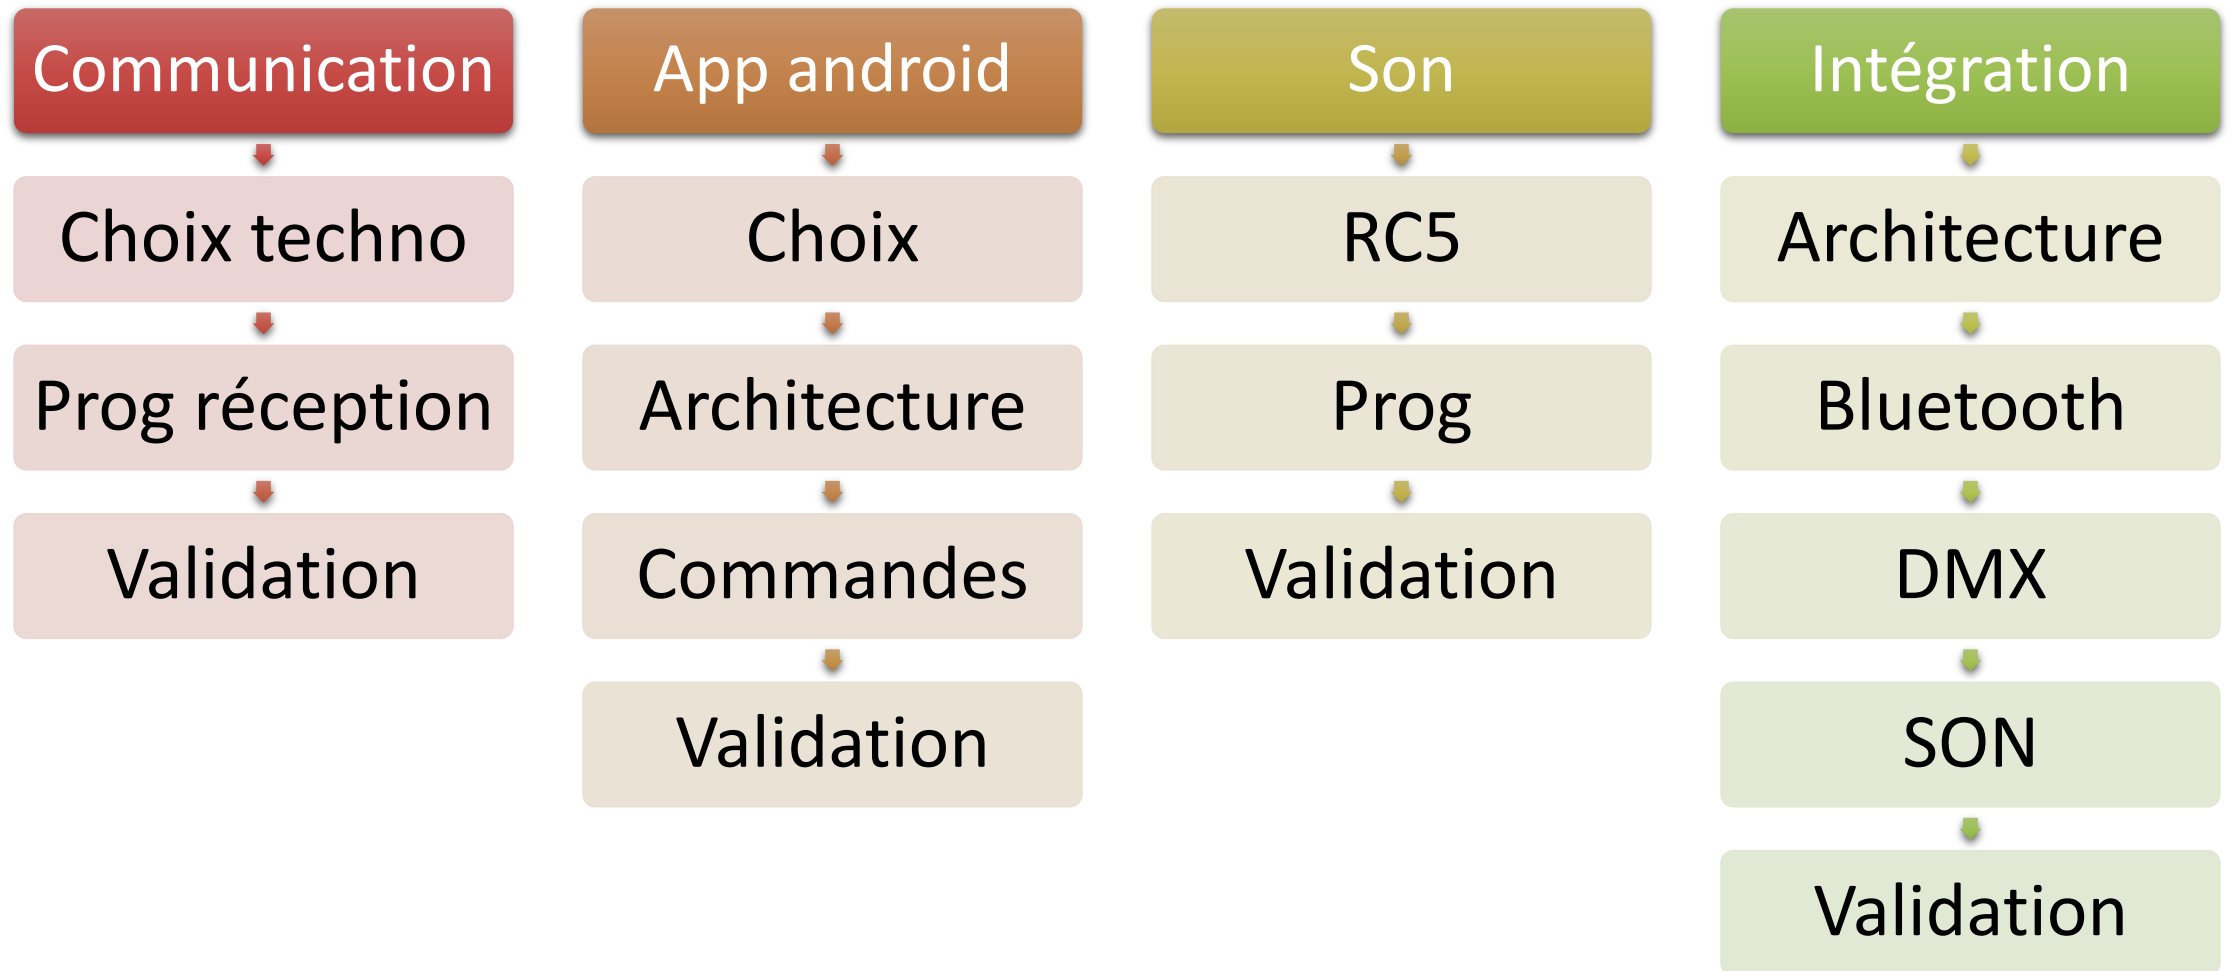 Communication
Choix techno
Prog réception
Validation
App android
Choix
Architecture
Commandes
Validation
Son
RC5
Prog
Validation
Intégration
Architecture
Bluetooth
DMX
SON
Validation